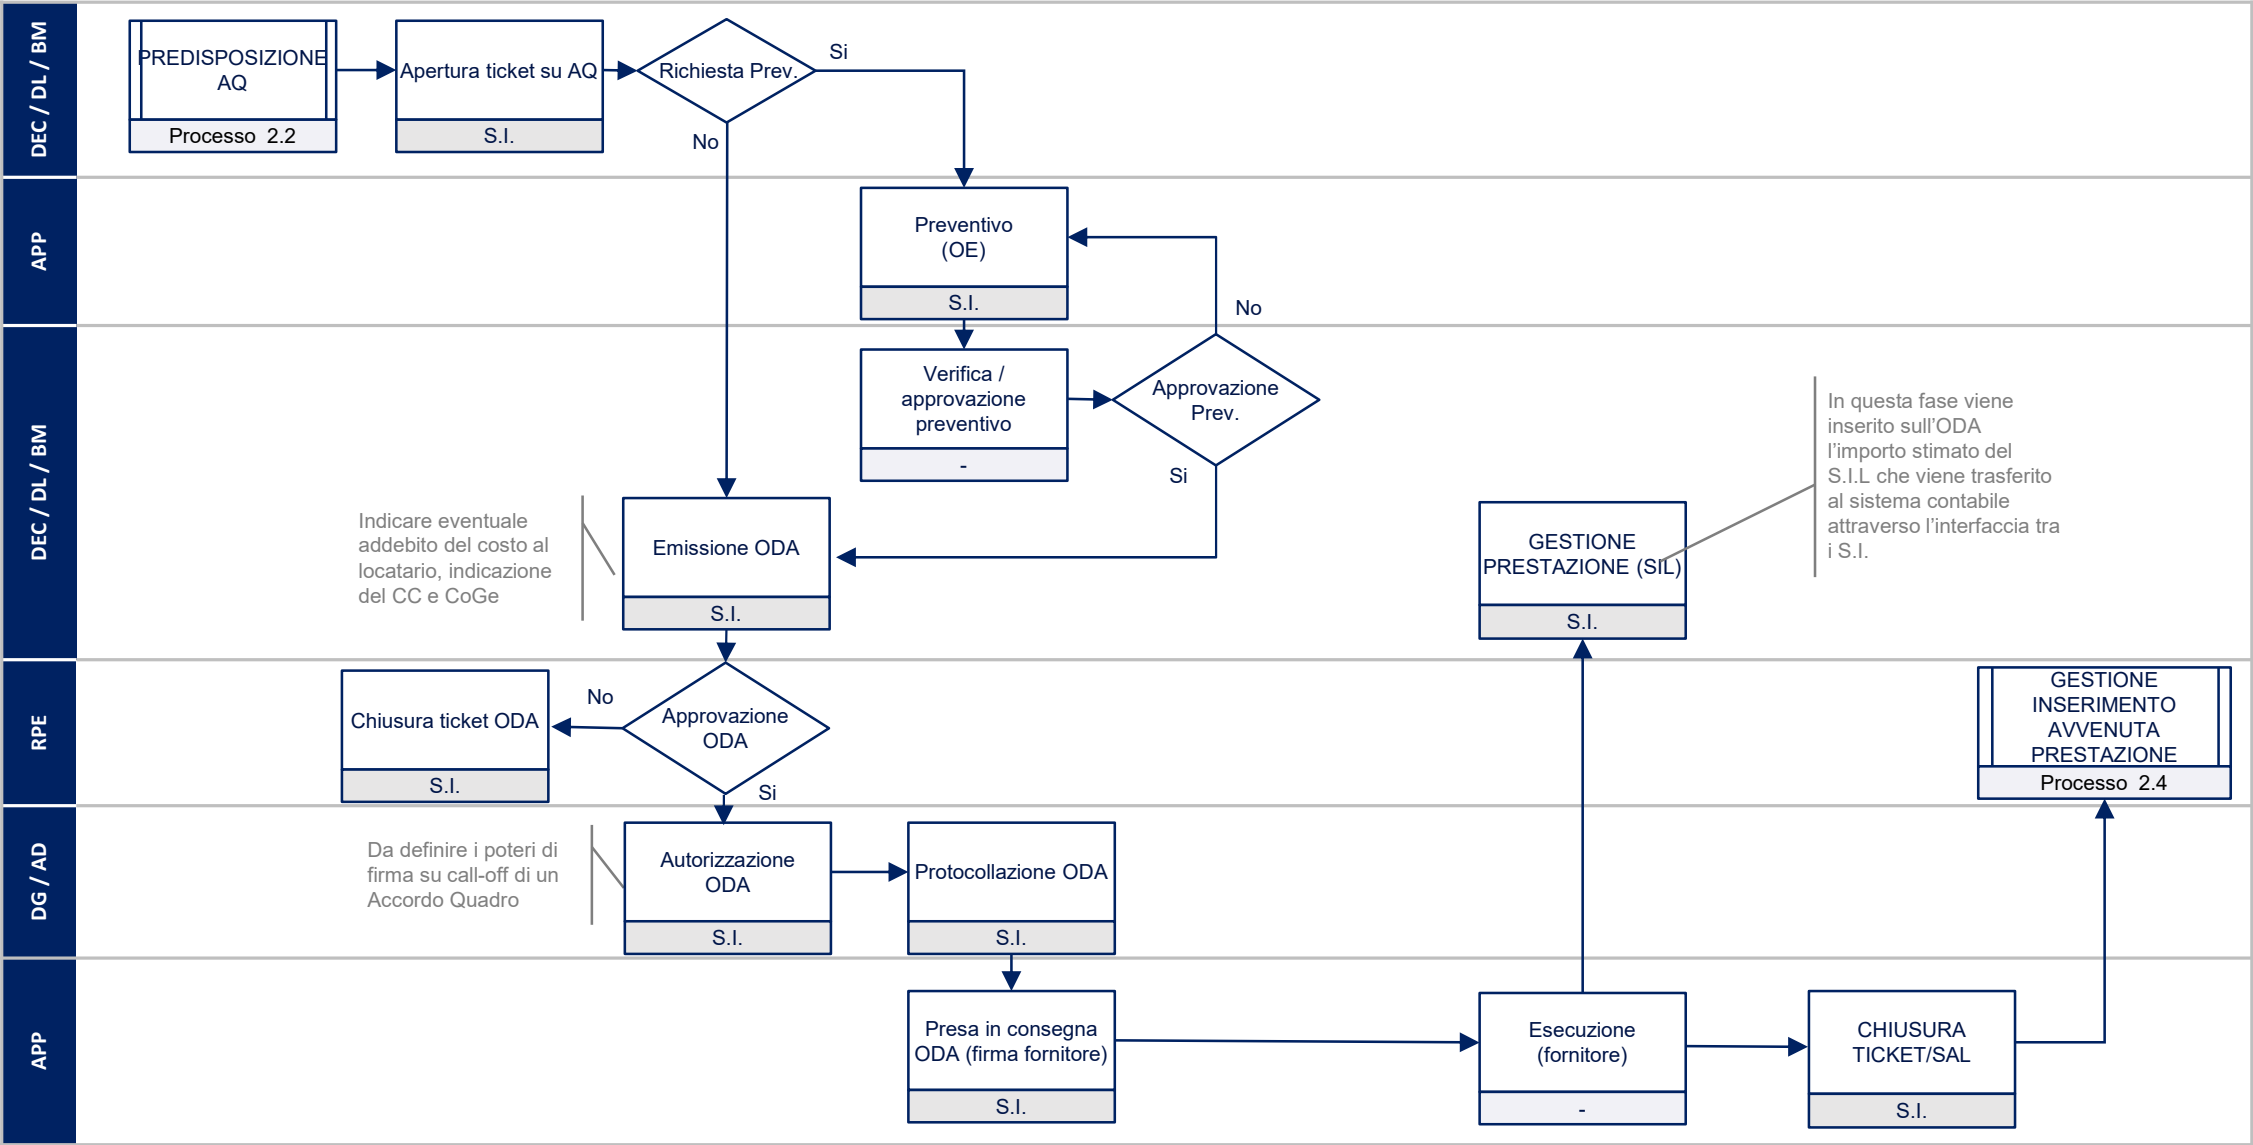 DEC / DL / BM
PREDISPOSIZIONE
AQ
Processo 2.2
Apertura ticket su AQ
S.I.
Richiesta Prev.
Si
No
APP
Preventivo
(OE)
S.I.
No
DEC / DL / BM
Verifica /
approvazione
preventivo
-
Approvazione
Prev.
Si
Indicare eventuale
addebito del costo al
locatario, indicazione
del CC e CoGe
Emissione ODA
S.I.
GESTIONE
PRESTAZIONE (SIL)
S.I.
In questa fase viene
inserito sull’ODA
l’importo stimato del
S.I.L che viene trasferito
al sistema contabile
attraverso l’interfaccia tra
i S.I.
RPE
Chiusura ticket ODA
S.I.
No
Approvazione
ODA
Si
GESTIONE
INSERIMENTO
AVVENUTA
PRESTAZIONE
Processo 2.4
DG / AD
Da definire i poteri di
firma su call-off di un
Accordo Quadro
Autorizzazione
ODA
S.I.
Protocollazione ODA
S.I.
APP
Presa in consegna
ODA (firma fornitore)
S.I.
Esecuzione
(fornitore)
-
CHIUSURA
TICKET/SAL
S.I.